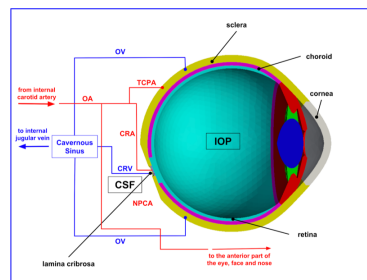 sclera
OV
choroid
TCPA
cornea
from internal
carotid artery
OA
to internal
jugular vein
CRA
IOP
Cavernous
Sinus
CRV
CSF
NPCA
OV
retina
lamina cribrosa
to the anterior part of
the eye, face and nose